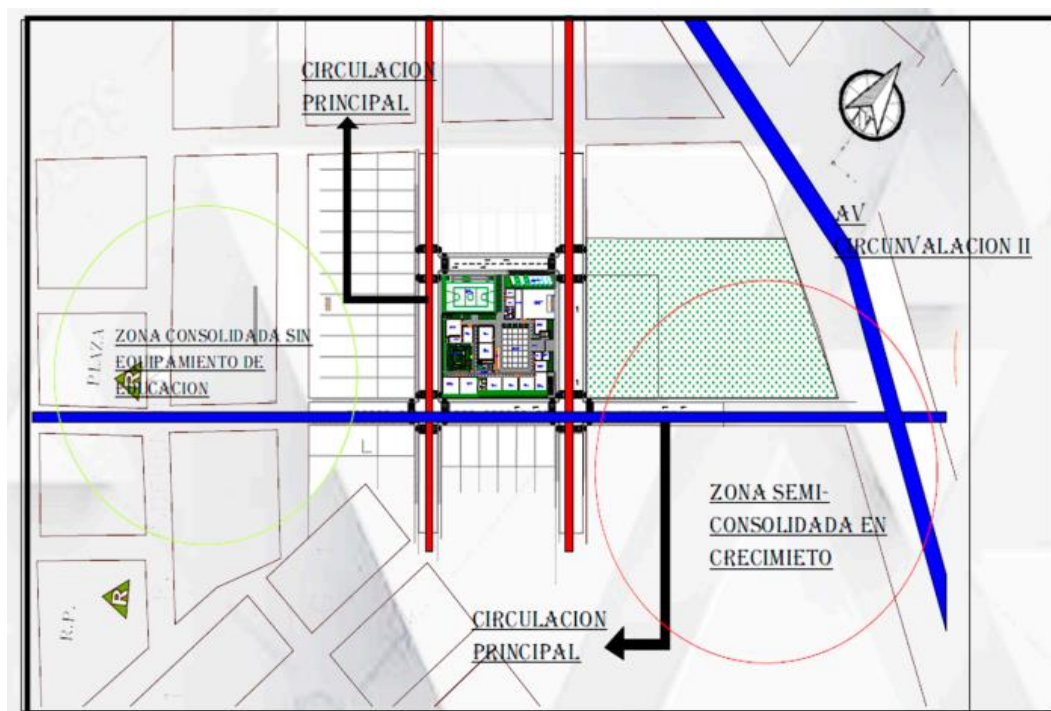 CIRCULACION
PRINCIPAL
AV
CIRCUNVALACION II
ZONA CONSOLIDADA SIN
EQUIPAMIENTO DE
EDUCACION
PLAZA
R
ZONA SEMI-
CONSOLIDADA EN
CRECIMIETO
R
R.P.
CIRCULACION
PRINCIPAL